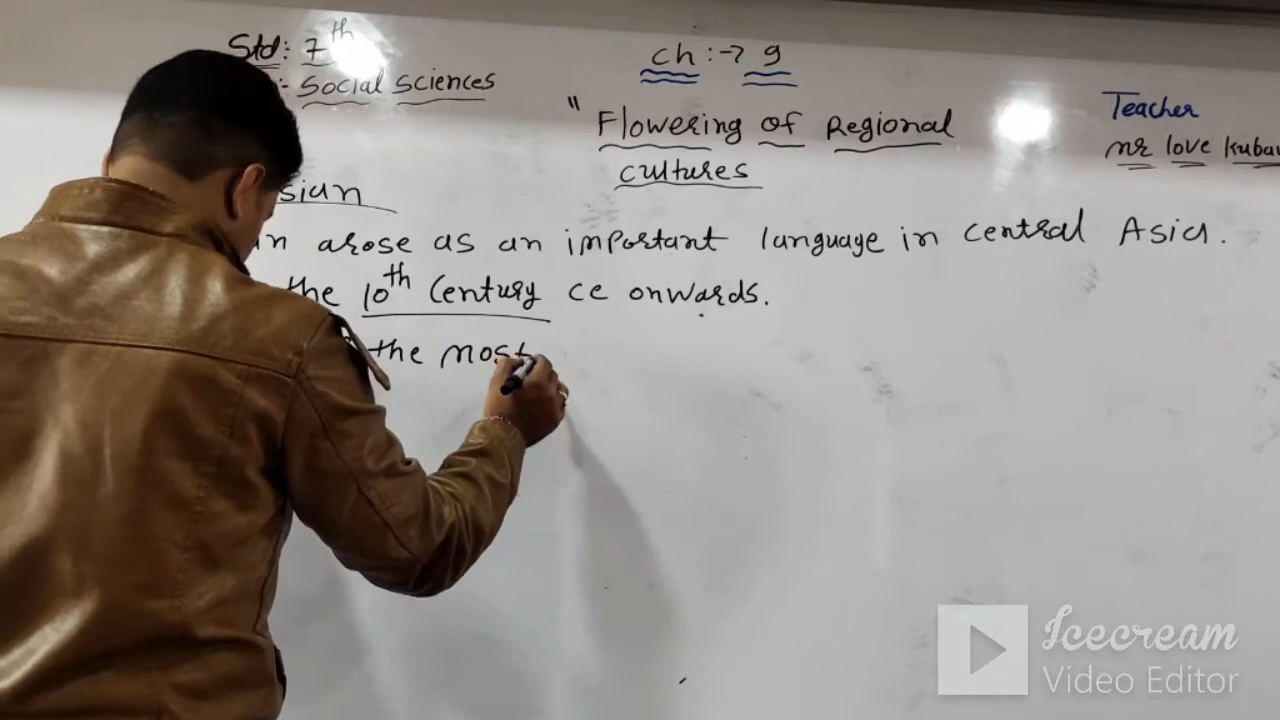 Std: 7th
:- Social Sciences
ch :-> 9
"Flowering of Regional
cultures
Teacher
mr love
sian
an arose as an important language in central Asia.
the 10th Century ce onwards.
the most
Icecream
Video Editor